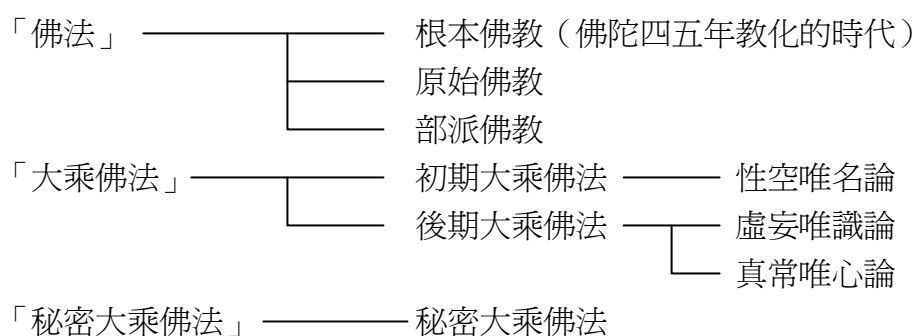 「佛法」 根本佛教（佛陀四五年教化的時代）
原始佛教
部派佛教
「大乘佛法」 初期大乘佛法 性空唯名論
後期大乘佛法 虛妄唯識論
真常唯心論
「秘密大乘佛法」 秘密大乘佛法